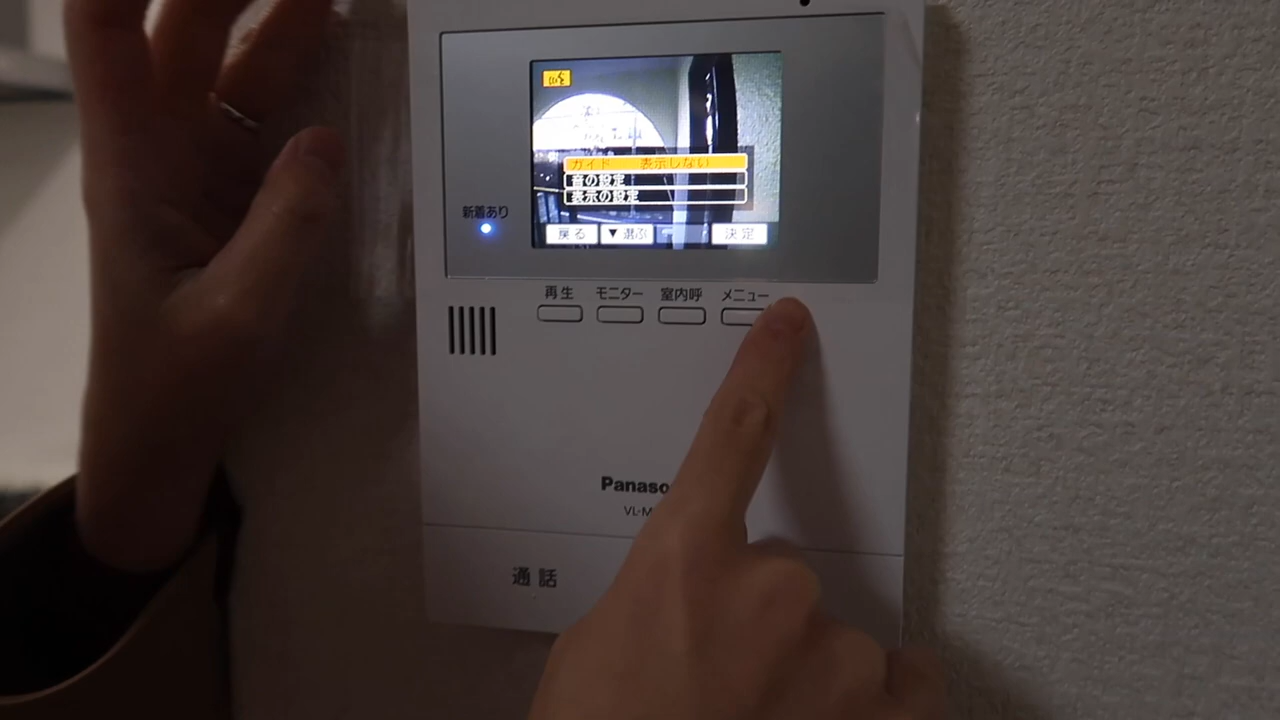 ガイド 表示しない
音の設定
表示の設定
戻る ▼選ぶ 決定
新着あり
再生 モニター 室内呼 メニュー
Panaso
VL-M
通話